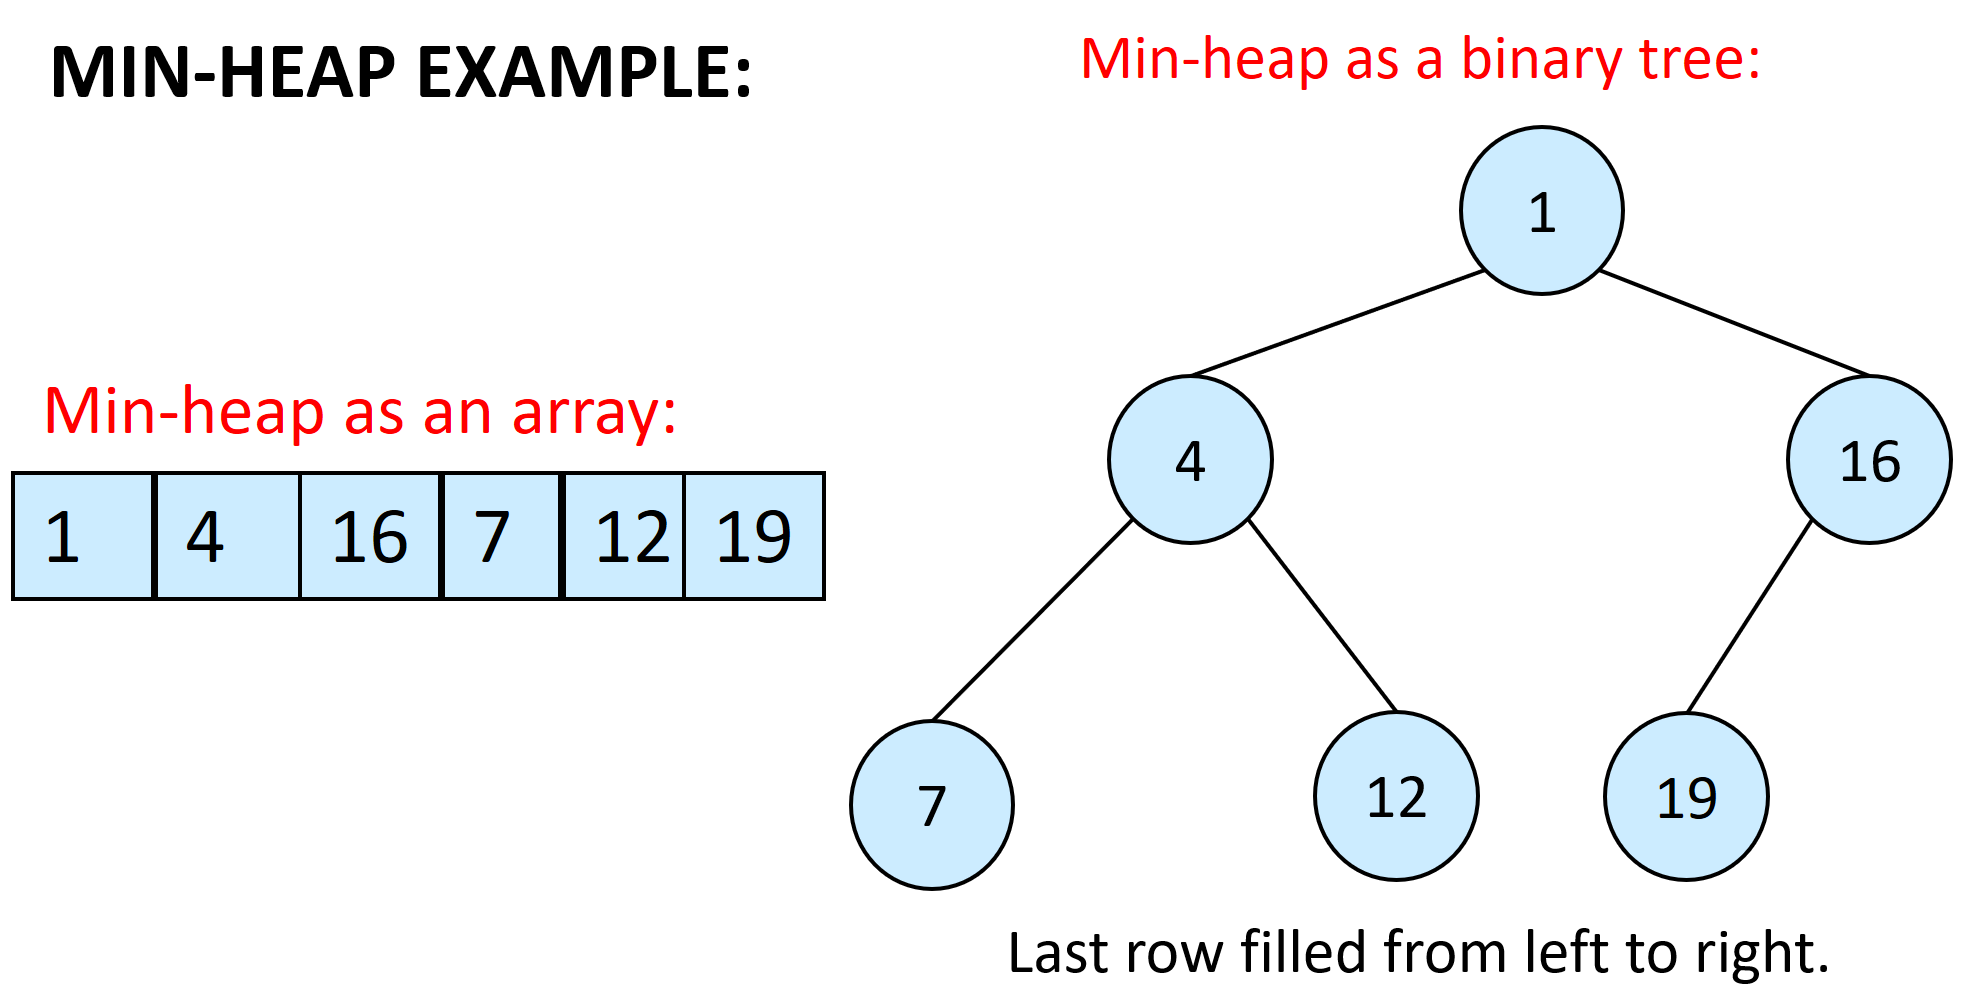 MIN-HEAP EXAMPLE:
Min-heap as an array:
1 4 16 7 12 19
Min-heap as a binary tree:
1
4 16
7 12 19
Last row filled from left to right.